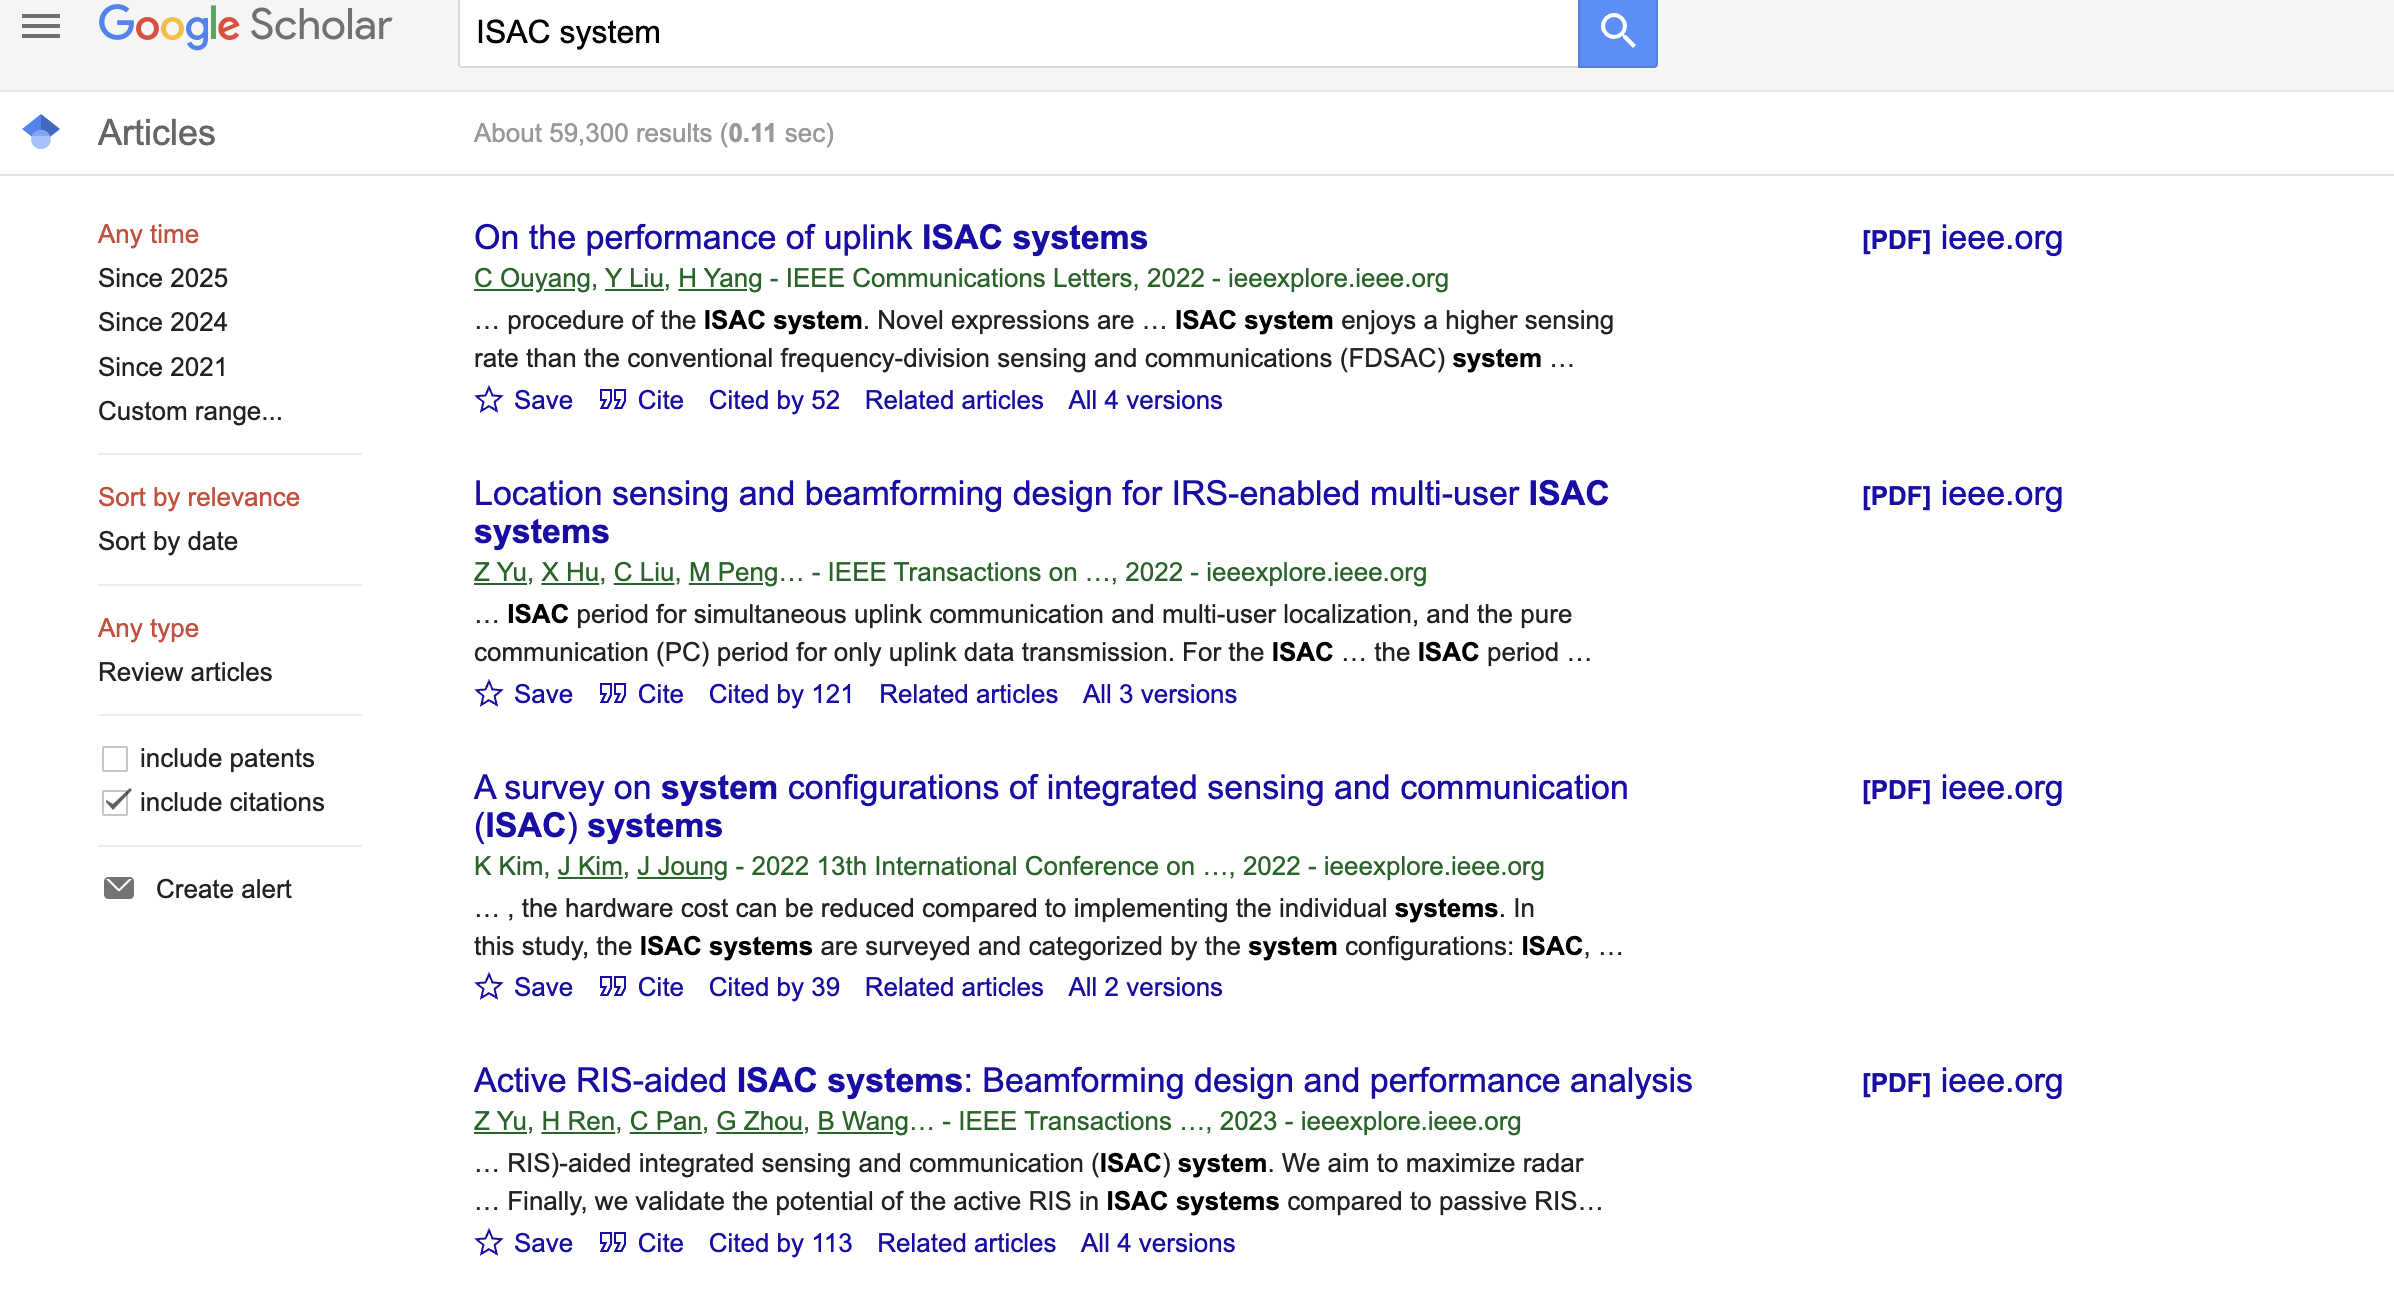 Google Scholar
ISAC system
Articles
About 59,300 results (0.11 sec)
Any time
Since 2025
Since 2024
Since 2021
Custom range...
Sort by relevance
Sort by date
Any type
Review articles
include patents
include citations
Create alert
On the performance of uplink ISAC systems
[PDF] ieee.org
C Ouyang, Y Liu, H Yang - IEEE Communications Letters, 2022 - ieeexplore.ieee.org
… procedure of the ISAC system. Novel expressions are … ISAC system enjoys a higher sensing
rate than the conventional frequency-division sensing and communications (FDSAC) system …
Save Cite Cited by 52 Related articles All 4 versions
Location sensing and beamforming design for IRS-enabled multi-user ISAC
systems
[PDF] ieee.org
Z Yu, X Hu, C Liu, M Peng… - IEEE Transactions on …, 2022 - ieeexplore.ieee.org
… ISAC period for simultaneous uplink communication and multi-user localization, and the pure
communication (PC) period for only uplink data transmission. For the ISAC … the ISAC period …
Save Cite Cited by 121 Related articles All 3 versions
A survey on system configurations of integrated sensing and communication
(ISAC) systems
[PDF] ieee.org
K Kim, J Kim, J Joung - 2022 13th International Conference on …, 2022 - ieeexplore.ieee.org
… , the hardware cost can be reduced compared to implementing the individual systems. In
this study, the ISAC systems are surveyed and categorized by the system configurations: ISAC, …
Save Cite Cited by 39 Related articles All 2 versions
Active RIS-aided ISAC systems: Beamforming design and performance analysis
[PDF] ieee.org
Z Yu, H Ren, C Pan, G Zhou, B Wang… - IEEE Transactions …, 2023 - ieeexplore.ieee.org
… RIS)-aided integrated sensing and communication (ISAC) system. We aim to maximize radar
… Finally, we validate the potential of the active RIS in ISAC systems compared to passive RIS…
Save Cite Cited by 113 Related articles All 4 versions